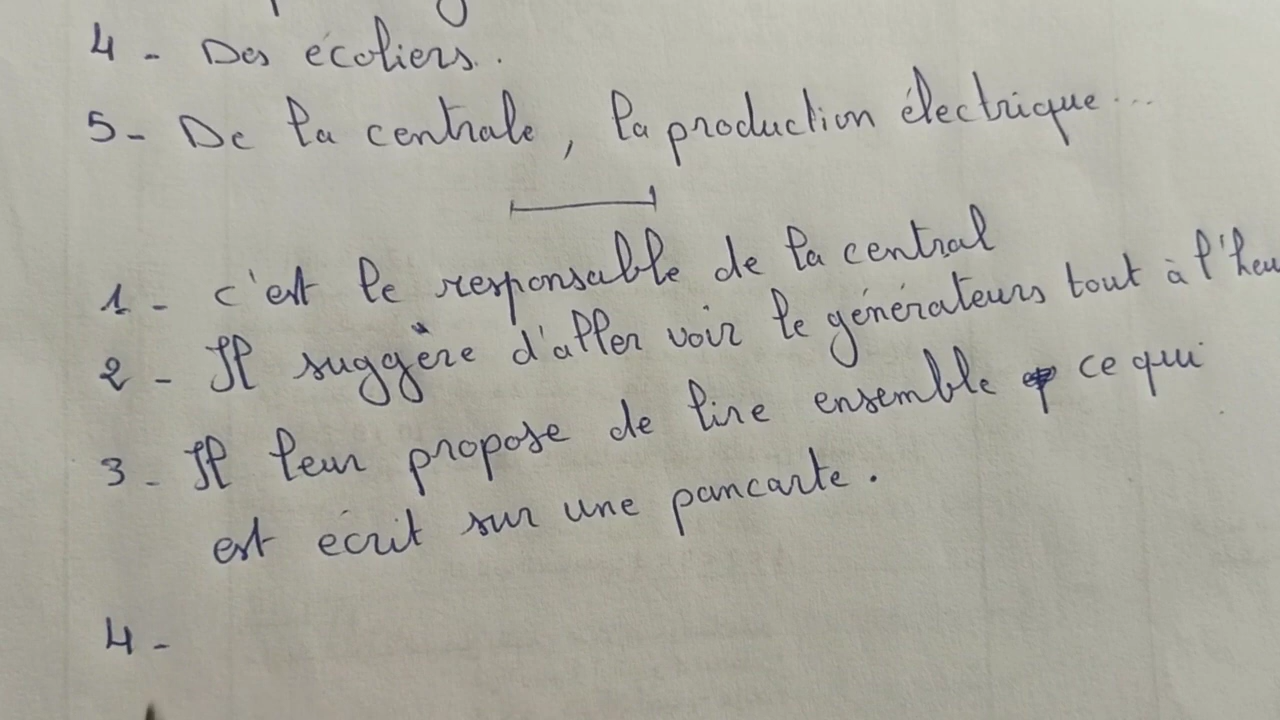 4 - Des écoliers..
5 - De la centrale, la production électrique...
1 - c'est le responsable de la central
2 - Il suggère d'aller voir le générateurs tout à l'heu
3 - Il leur propose de lire ensemble ce qui
est écrit sur une pancarte.
4 -